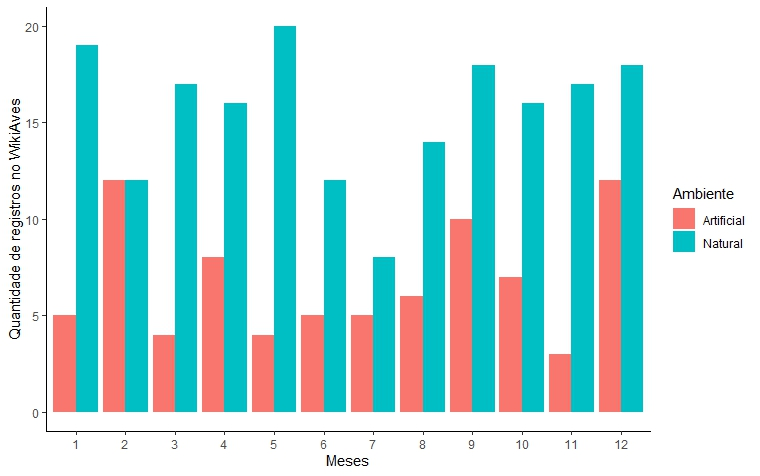 Quantidade de registros no WikiAves
20
15
10
5
0
1 2 3 4 5 6 7 8 9 10 11 12
Meses
Ambiente
Artificial
Natural